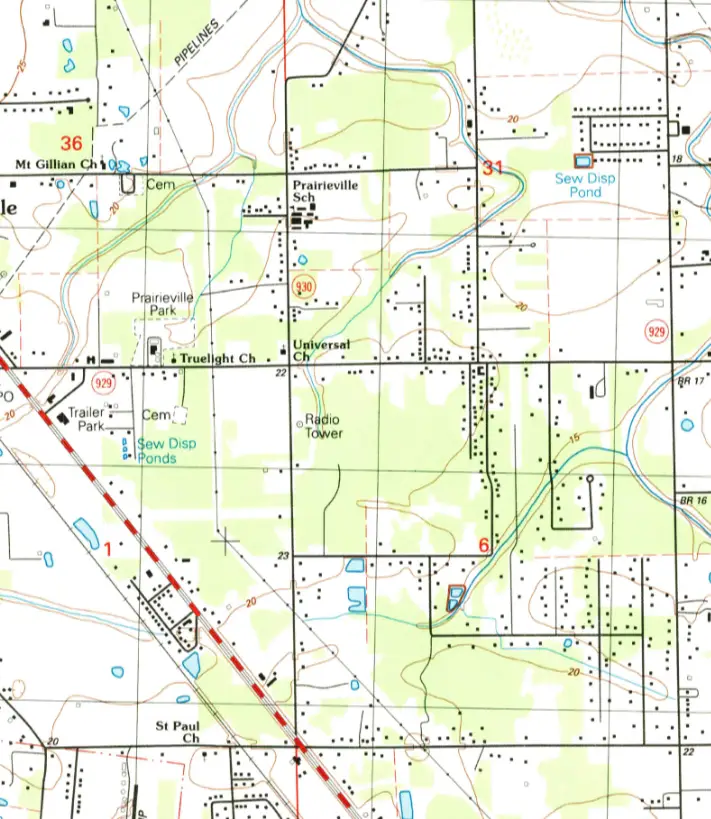 25
PIPELINES
20
36
Mt Gillian Ch
31
18
Sew Disp
Pond
Cem
20
Prairieville
Sch
le
930
20
Prairieville
Park
929
Universal
Ch
Truelight Ch
22
929
PO
20
Trailer
Park
Cem
Radio
Tower
BR 17
Sew Disp
Ponds
15
BR 16
1
23
6
20
20
St Paul
Ch
20
22